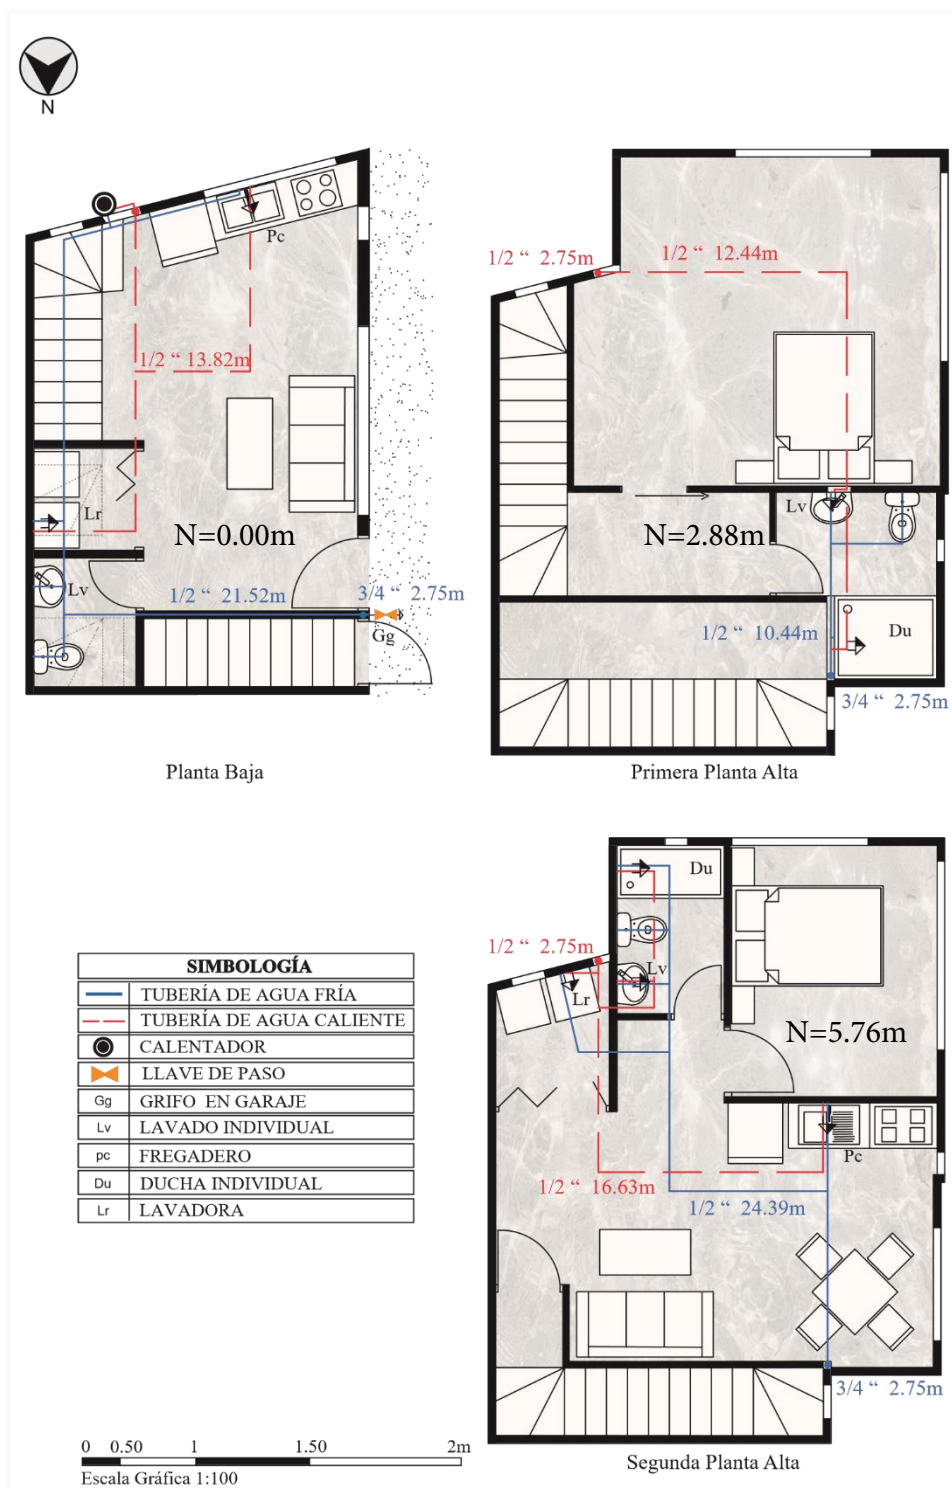 N
Pc
1/2 “ 13.82m
Lr
N=0.00m
Lv
1/2 “ 21.52m
3/4 “ 2.75m
Gg
Planta Baja
1/2 “ 2.75m
1/2 “ 12.44m
Lv
N=2.88m
1/2 “ 10.44m
Du
3/4 “ 2.75m
Primera Planta Alta
Du
1/2 “ 2.75m
Lv
Lr
N=5.76m
Pc
1/2 “ 16.63m
1/2 “ 24.39m
3/4 “ 2.75m
Segunda Planta Alta
SIMBOLOGÍA
TUBERÍA DE AGUA FRÍA
TUBERÍA DE AGUA CALIENTE
CALENTADOR
LLAVE DE PASO
Gg GRIFO EN GARAJE
Lv LAVADO INDIVIDUAL
pc FREGADERO
Du DUCHA INDIVIDUAL
Lr LAVADORA
0 0.50 1 1.50 2m
Escala Gráfica 1:100